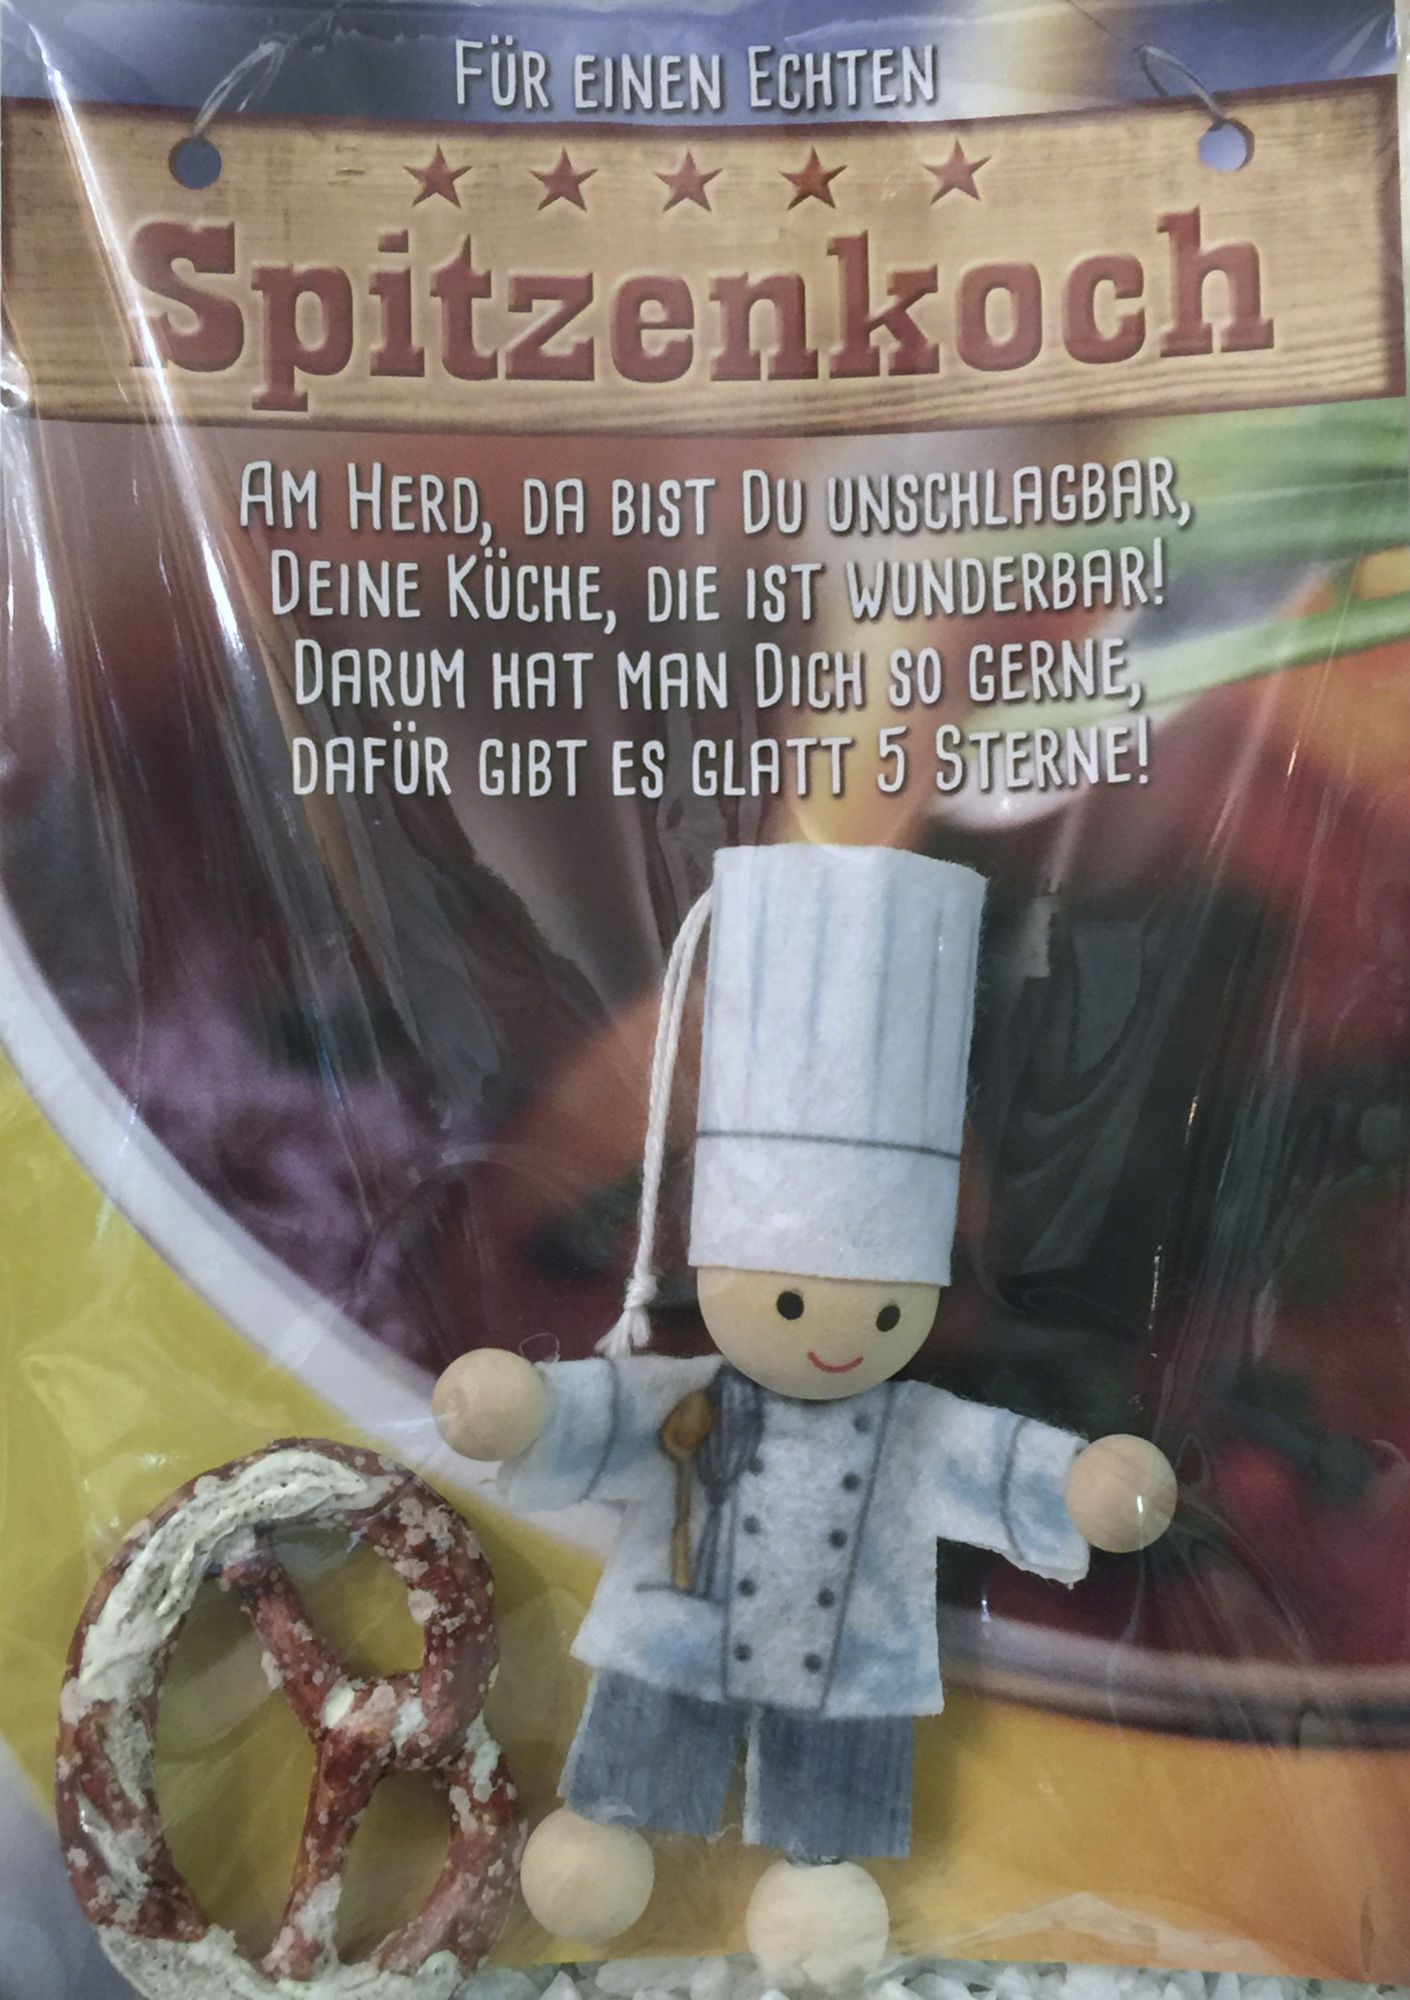 FÜR EINEN ECHTEN
Spitzenkoch
AM HERD, DA BIST DU UNSCHLAGBAR,
DEINE KÜCHE, DIE IST WUNDERBAR!
DARUM HAT MAN DICH SO GERNE,
DAFÜR GIBT ES GLATT 5 STERNE!